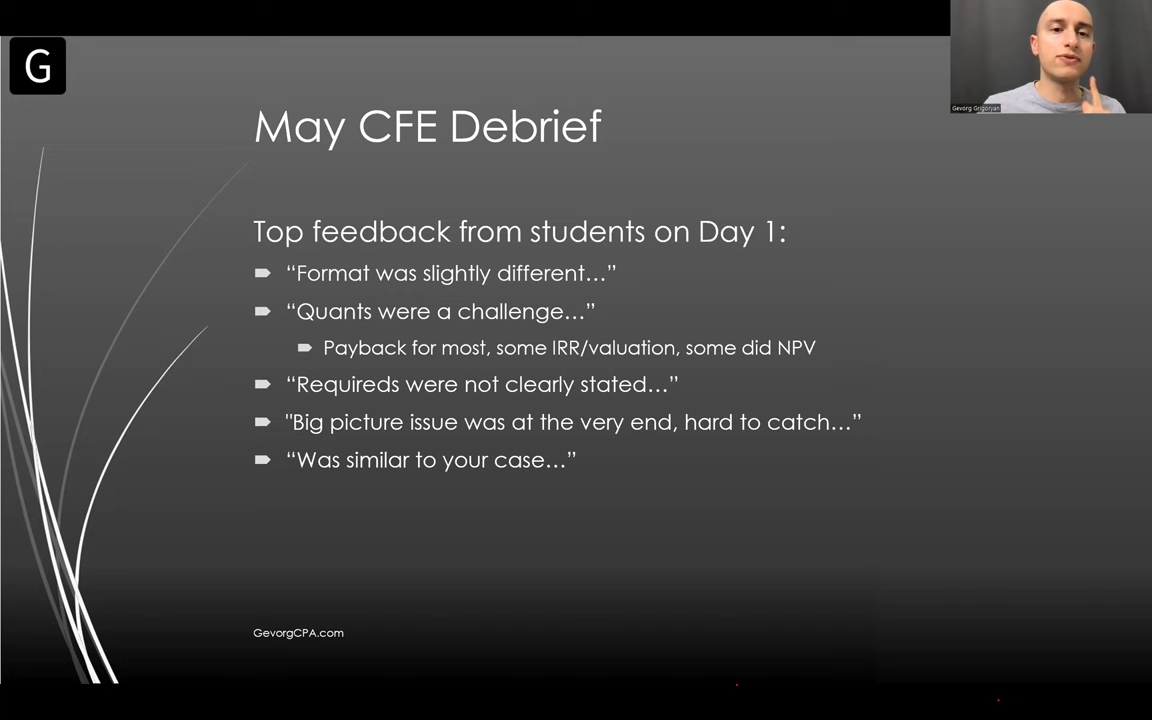 G
Gevorg Grigoryan
May CFE Debrief
Top feedback from students on Day 1:
“Format was slightly different…”
“Quants were a challenge…”
Payback for most, some IRR/valuation, some did NPV
“Requireds were not clearly stated…”
"Big picture issue was at the very end, hard to catch…”
“Was similar to your case…”
GevorgCPA.com